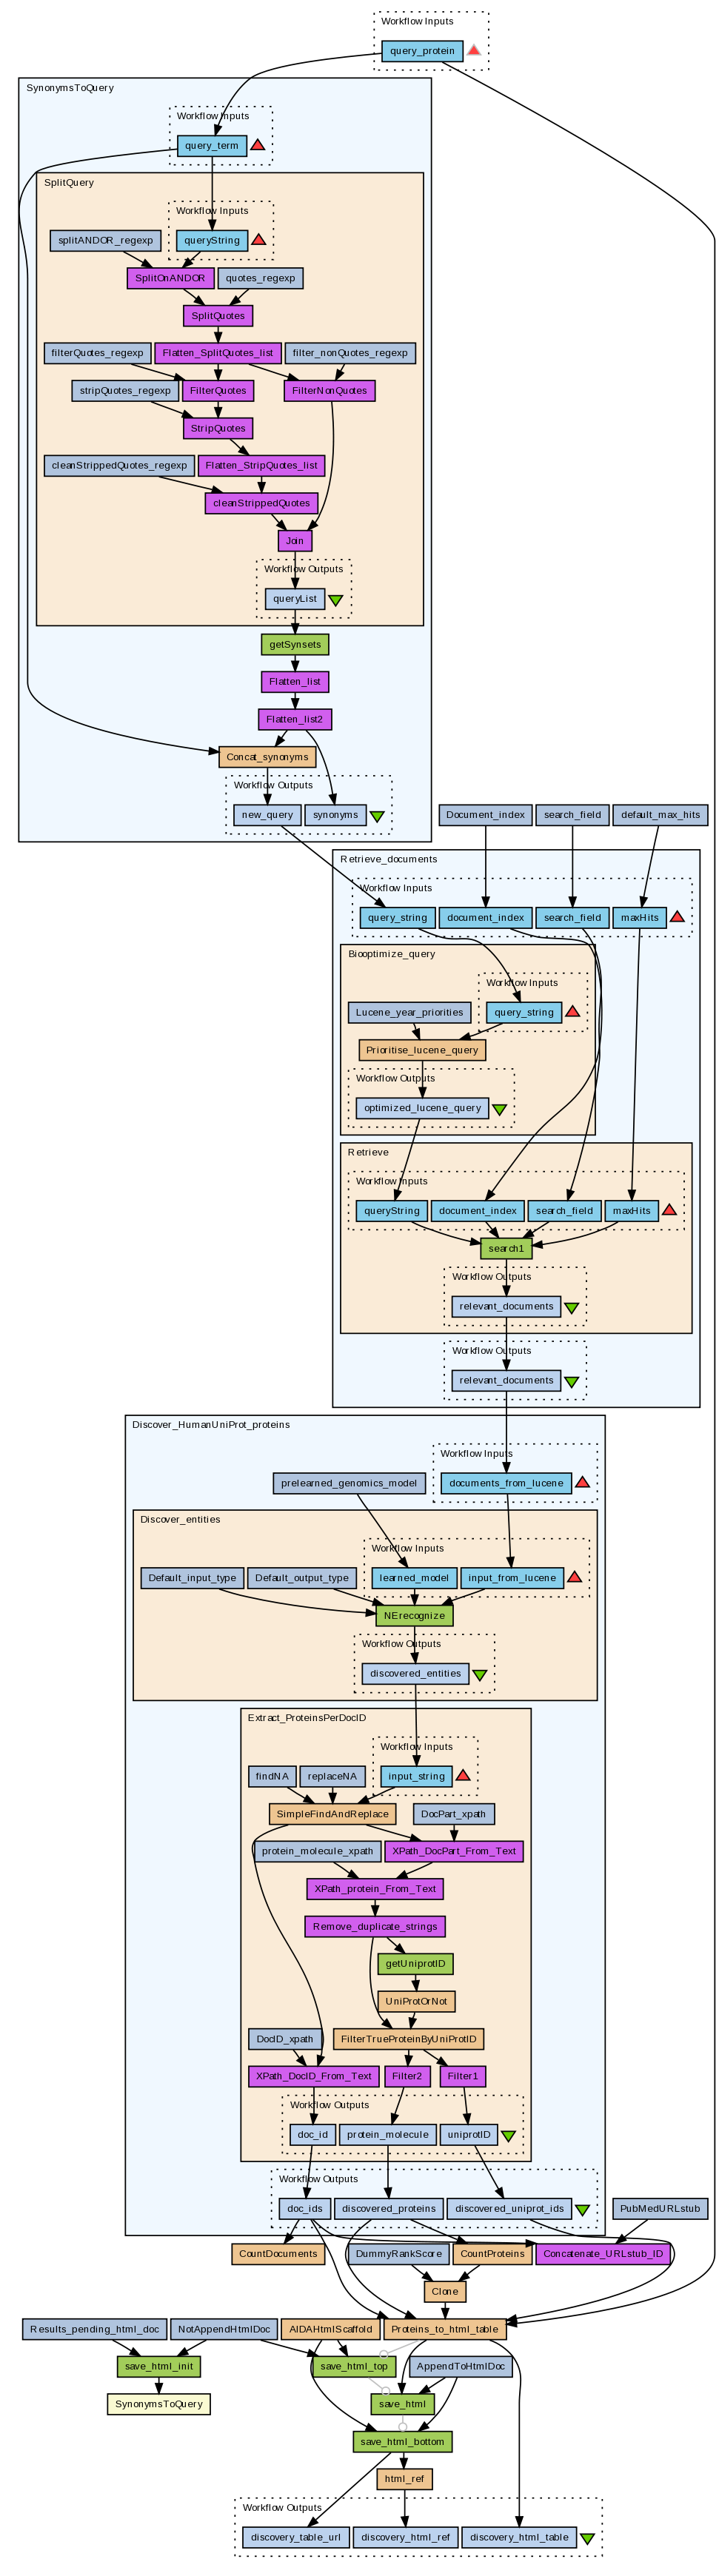 Workflow Inputs
query_protein
SynonymsToQuery
Workflow Inputs
query_term
SplitQuery
Workflow Inputs
splitANDOR_regexp
queryString
SplitOnANDOR
quotes_regexp
SplitQuotes
filterQuotes_regexp
Flatten_SplitQuotes_list
filter_nonQuotes_regexp
stripQuotes_regexp
FilterQuotes
FilterNonQuotes
StripQuotes
cleanStrippedQuotes_regexp
Flatten_StripQuotes_list
cleanStrippedQuotes
Join
Workflow Outputs
queryList
getSynsets
Flatten_list
Flatten_list2
Concat_synonyms
Workflow Outputs
new_query
synonyms
Document_index
search_field
default_max_hits
Retrieve_documents
Workflow Inputs
query_string
document_index
search_field
maxHits
Biooptimize_query
Workflow Inputs
Lucene_year_priorities
query_string
Prioritise_lucene_query
Workflow Outputs
optimized_lucene_query
Retrieve
Workflow Inputs
queryString
document_index
search_field
maxHits
search1
Workflow Outputs
relevant_documents
Workflow Outputs
relevant_documents
Discover_HumanUniProt_proteins
Workflow Inputs
prelearned_genomics_model
documents_from_lucene
Discover_entities
Workflow Inputs
Default_input_type
Default_output_type
learned_model
input_from_lucene
NErecognize
Workflow Outputs
discovered_entities
Extract_ProteinsPerDocID
Workflow Inputs
findNA
replaceNA
input_string
SimpleFindAndReplace
DocPart_xpath
protein_molecule_xpath
XPath_DocPart_From_Text
XPath_protein_From_Text
Remove_duplicate_strings
getUniprotID
UniProtOrNot
DocID_xpath
FilterTrueProteinByUniProtID
XPath_DocID_From_Text
Filter2
Filter1
Workflow Outputs
doc_id
protein_molecule
uniprotID
Workflow Outputs
doc_ids
discovered_proteins
discovered_uniprot_ids
PubMedURLstub
CountDocuments
DummyRankScore
CountProteins
Concatenate_URLstub_ID
Clone
Results_pending_html_doc
NotAppendHtmlDoc
AIDAHtmlScaffold
Proteins_to_html_table
save_html_init
save_html_top
AppendToHtmlDoc
SynonymsToQuery
save_html
save_html_bottom
html_ref
Workflow Outputs
discovery_table_url
discovery_html_ref
discovery_html_table